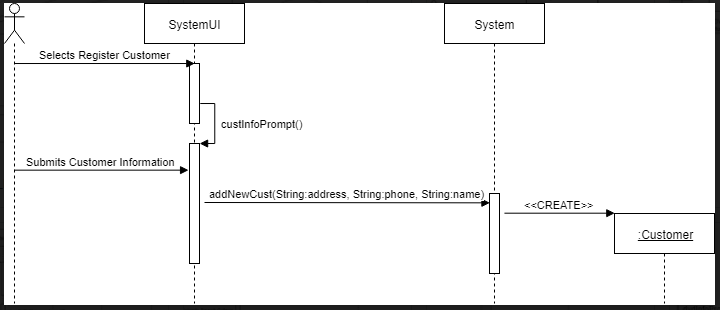 SystemUI
System
Selects Register Customer
custInfoPrompt()
Submits Customer Information
addNewCust(String:address, String:phone, String:name)
<<CREATE>>
:Customer